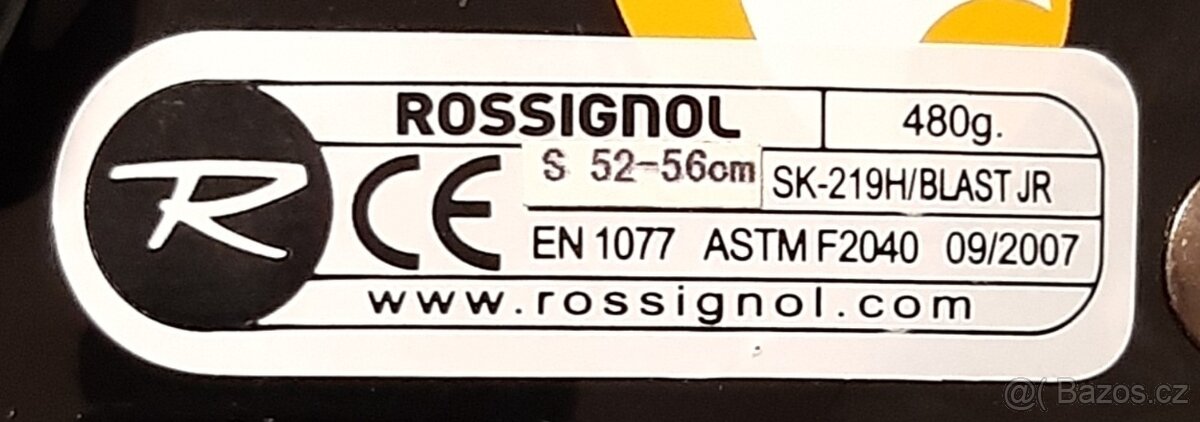 R
ROSSIGNOL 480g.
CE S 52-56cm SK-219H/BLAST JR
EN 1077 ASTM F2040 09/2007
www.rossignol.com
@( Bazoš.cz